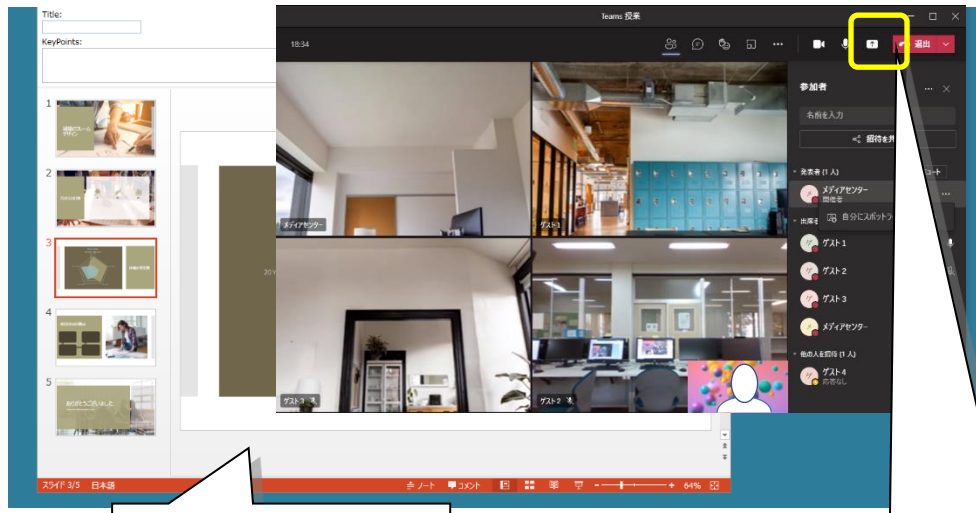 Title:
KeyPoints:
1
2
3
4
5
ありがとうございました
スライド 3/5 日本語
ノート
コメント
64%
Teams 授業
18:34
退出
メディアセンター
ゲスト1
ゲスト3
ゲスト2
参加者
名前を入力
招待を共
発表者 (1 人)
メディアセンター
開催者
自分にスポットラ
ゲスト1
ゲスト2
ゲスト3
メディアセンター
他の人を招待 (1 人)
ゲスト4
応答なし